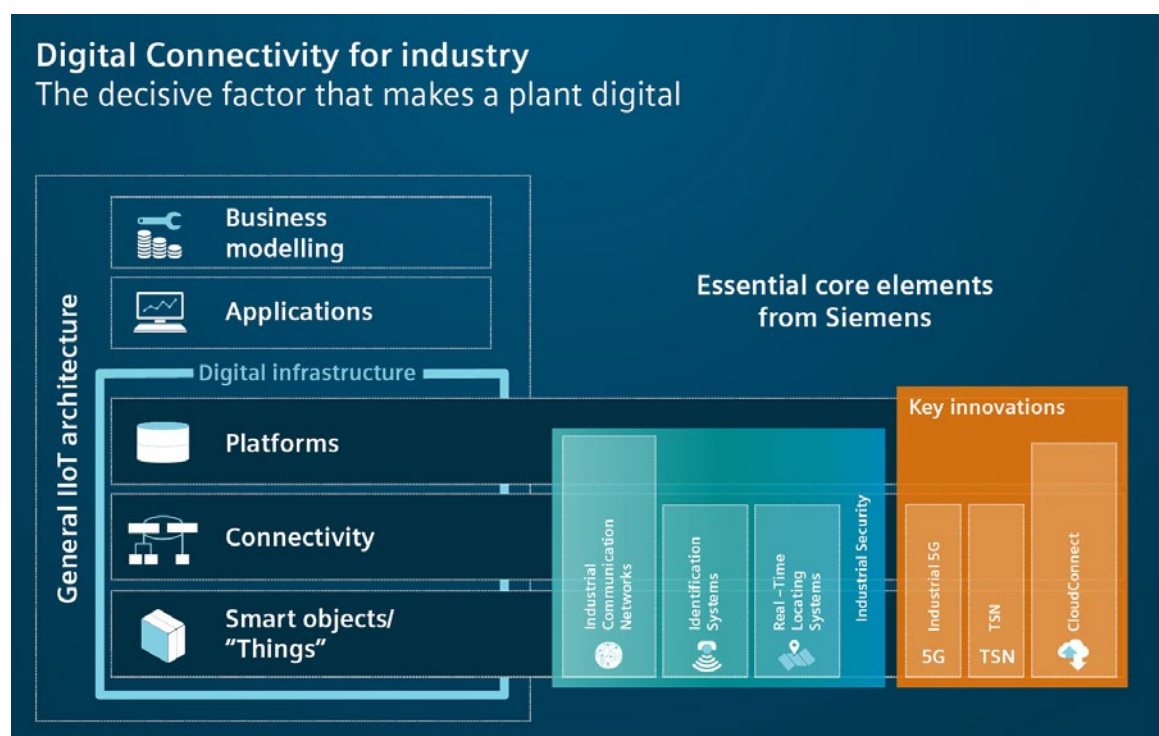 Digital Connectivity for industry
The decisive factor that makes a plant digital
General IIoT architecture
Business
modelling
Applications
Digital infrastructure
Platforms
Connectivity
Smart objects/
“Things”
Essential core elements
from Siemens
Industrial
Communication
Networks
Identification
Systems
Real –Time
Locating
Systems
Industrial Security
Key innovations
Industrial 5G
5G
TSN
TSN
CloudConnect